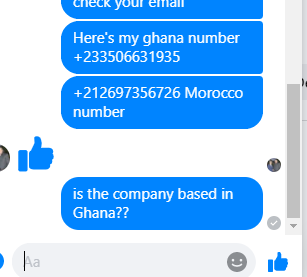 check your email
Here's my ghana number
+233506631935
+212697356726 Morocco
number
is the company based in
Ghana??
Aa